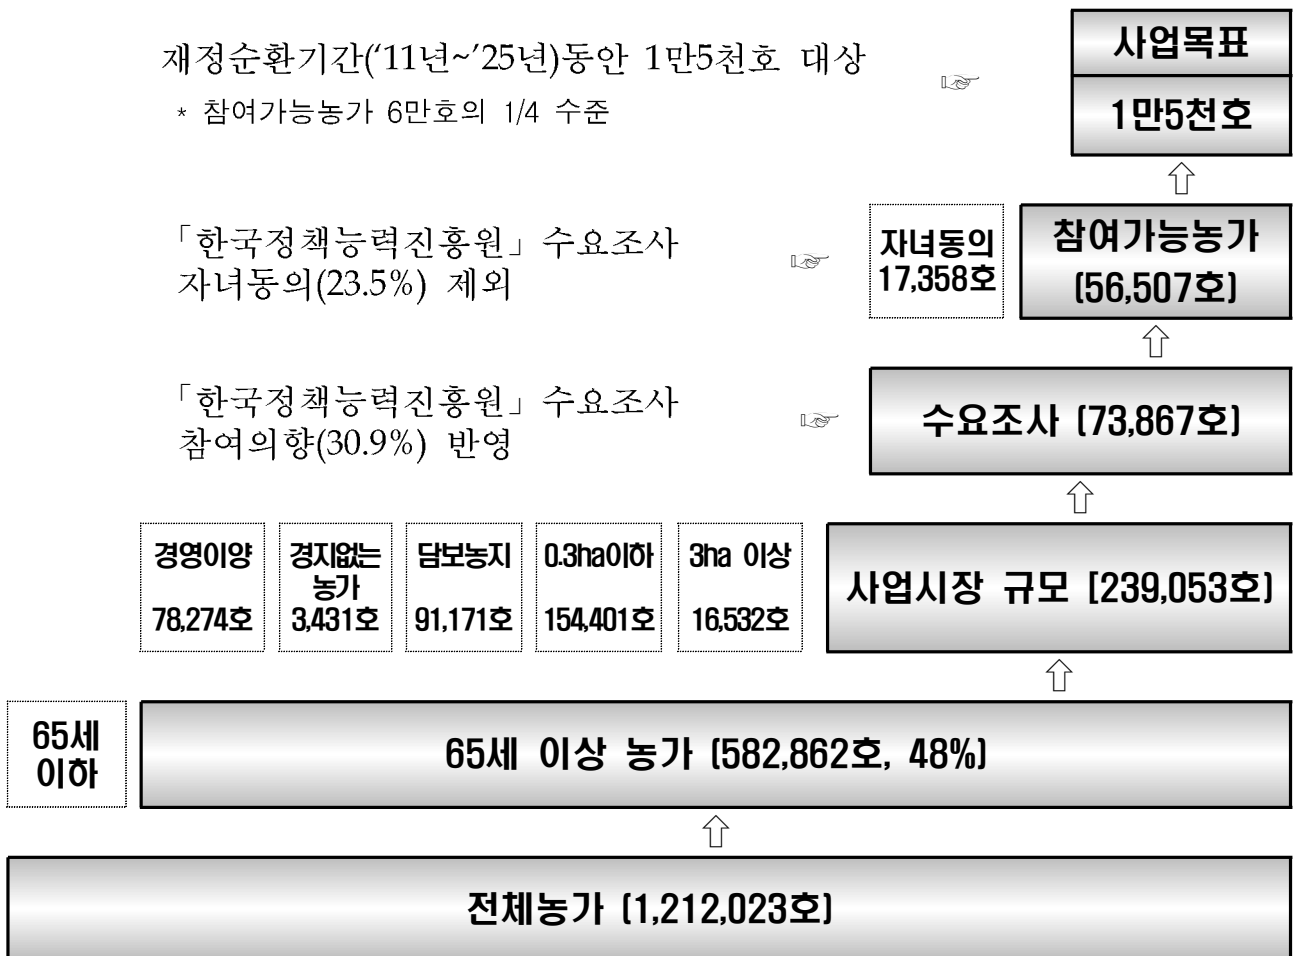 사업목표
재정순환기간('11년~'25년)동안 1만5천호 대상
☞
* 참여가능농가 6만호의 1/4 수준
1만5천호
⇧
「한국정책능력진흥원」수요조사
자녀동의(23.5%) 제외
☞
자녀동의
17,358호
참여가능농가
(56,507호)
⇧
「한국정책능력진흥원」수요조사
참여의향(30.9%) 반영
☞
수요조사 (73,867호)
⇧
경영이양
78,274호
경지없는
농가
3,431호
담보농지
91,171호
0.3ha이하
154,401호
3ha 이상
16,532호
사업시장 규모 [239,053호]
⇧
65세
이하
65세 이상 농가 (582,862호, 48%)
⇧
전체농가 (1,212,023호)